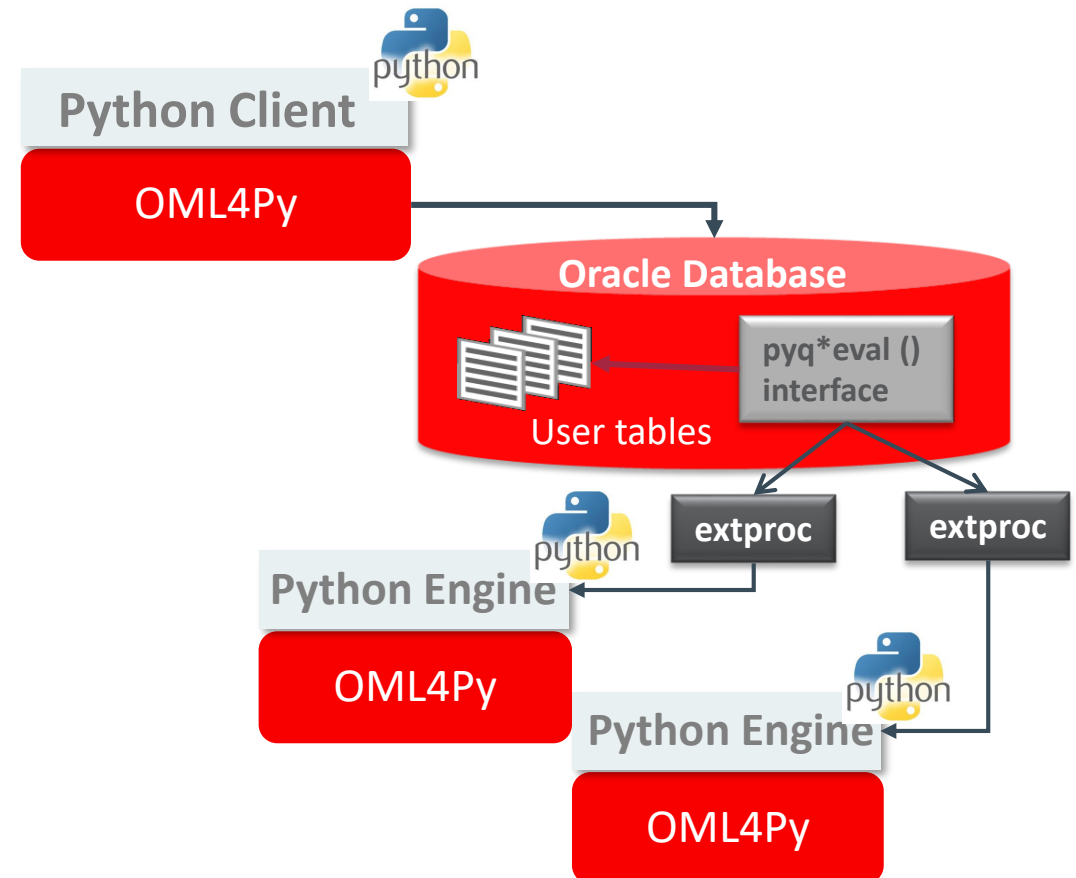 python
Python Client
OML4Py
Oracle Database
pyq*eval ()
interface
User tables
extproc
extproc
python
Python Engine
OML4Py
python
Python Engine
OML4Py